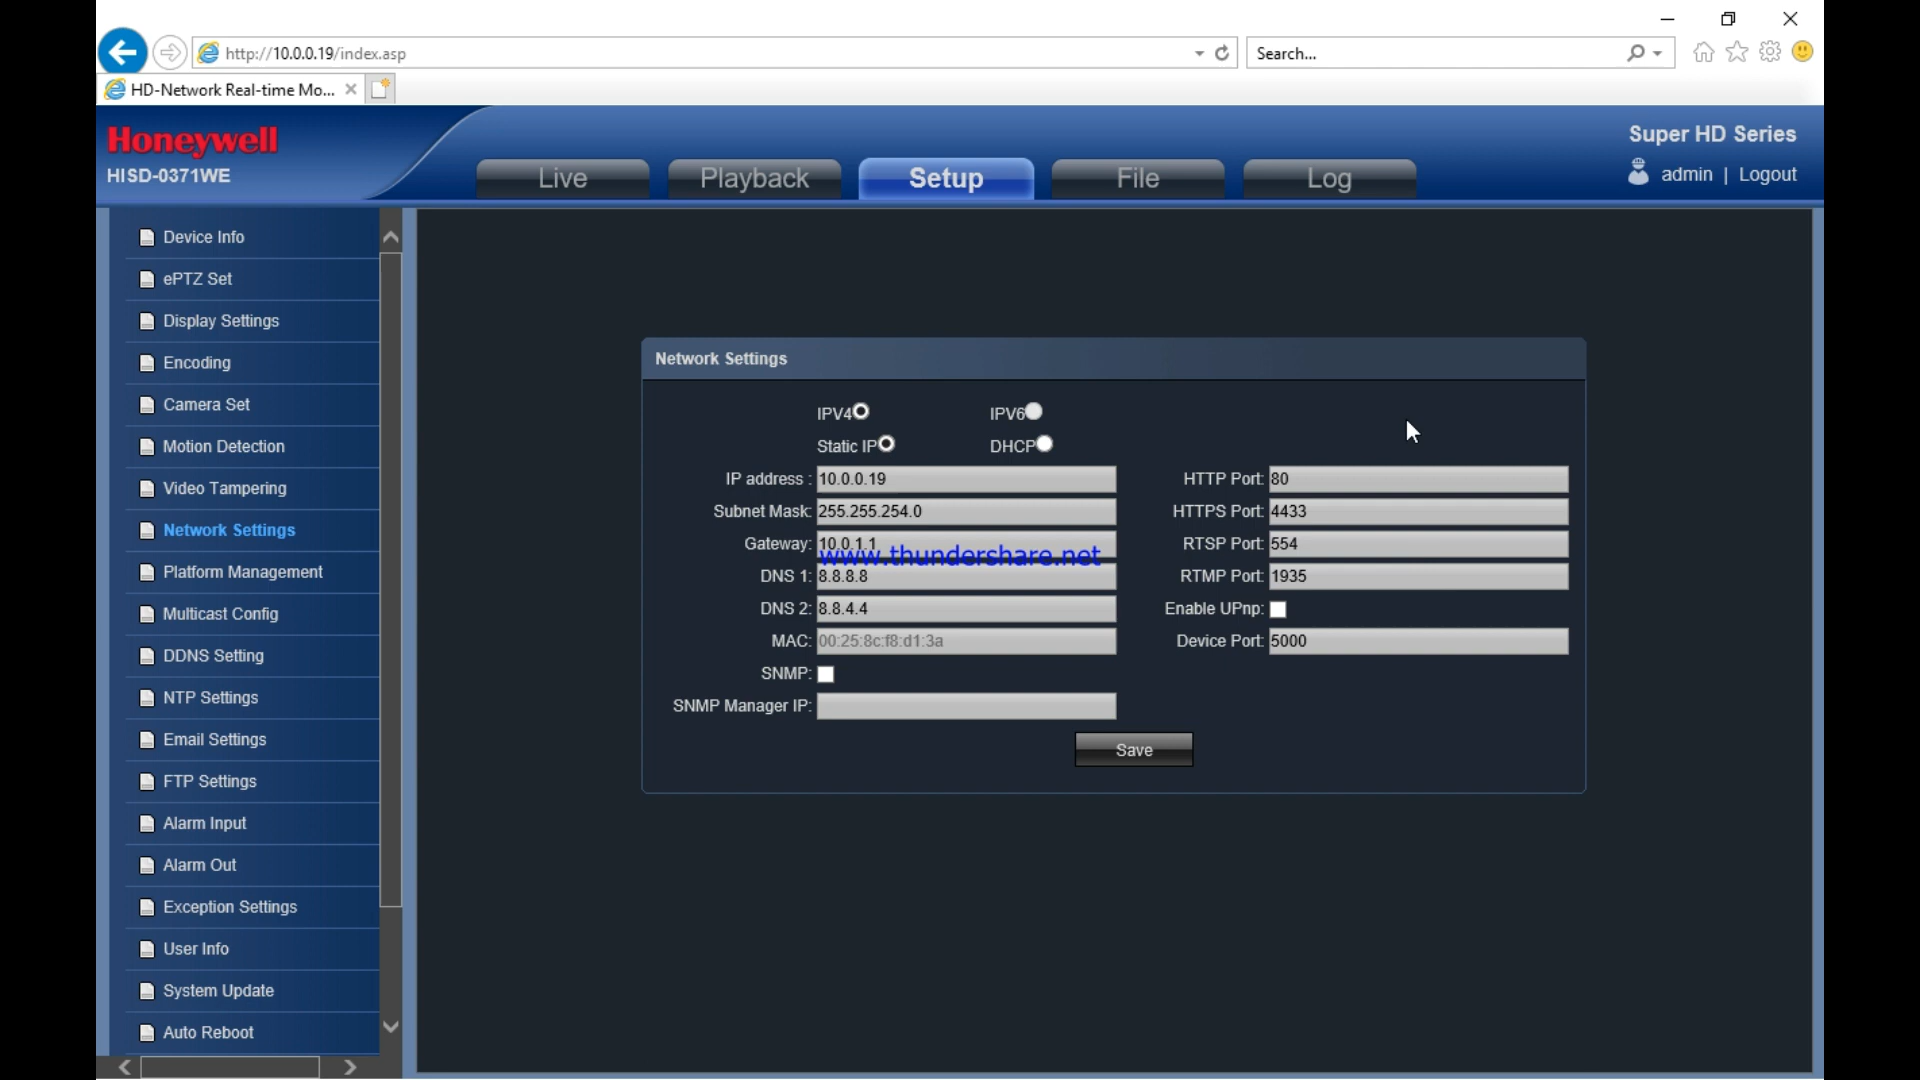 http://10.0.0.19/index.asp
Search...
HD-Network Real-time Mo...
Honeywell
HISD-0371WE
Live
Playback
Setup
File
Log
Super HD Series
admin | Logout
Device Info
ePTZ Set
Display Settings
Encoding
Camera Set
Motion Detection
Video Tampering
Network Settings
Platform Management
Multicast Config
DDNS Setting
NTP Settings
Email Settings
FTP Settings
Alarm Input
Alarm Out
Exception Settings
User Info
System Update
Auto Reboot
Network Settings
IPV4 IPV6
Static IP DHCP
IP address : 10.0.0.19
Subnet Mask: 255.255.254.0
Gateway: 10.0.1.1
www.thundershare.net
DNS 1: 8.8.8.8
DNS 2: 8.8.4.4
MAC: 00:25:8c:f8:d1:3a
SNMP:
SNMP Manager IP:
HTTP Port: 80
HTTPS Port: 4433
RTSP Port: 554
RTMP Port: 1935
Enable UPnp:
Device Port: 5000
Save